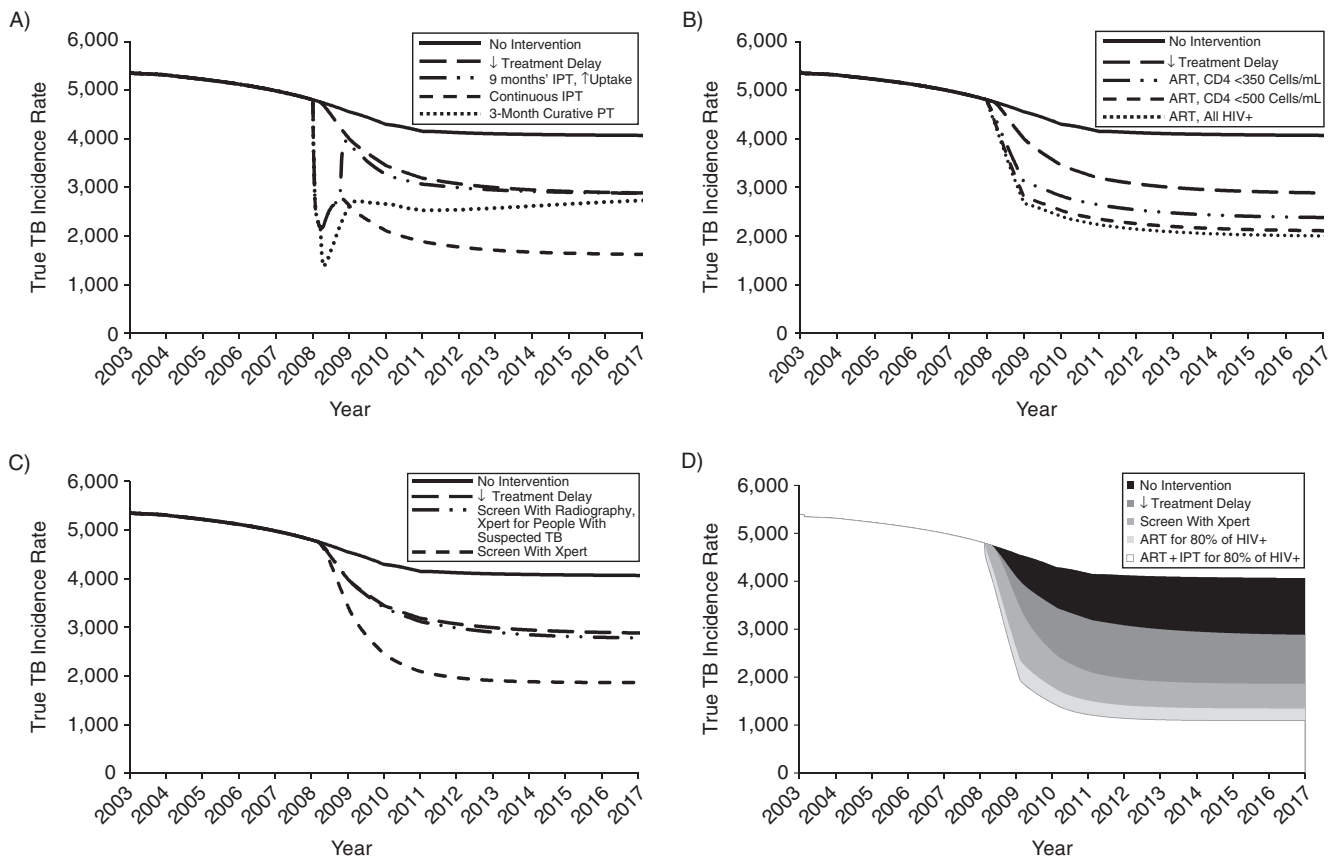 A)
True TB Incidence Rate
6,000
5,000
4,000
3,000
2,000
1,000
0
No Intervention
↓ Treatment Delay
9 months' IPT, ↑Uptake
Continuous IPT
3-Month Curative PT
2003
2004
2005
2006
2007
2008
2009
2010
2011
2012
2013
2014
2015
2016
2017
Year
B)
True TB Incidence Rate
6,000
5,000
4,000
3,000
2,000
1,000
0
No Intervention
↓ Treatment Delay
ART, CD4 <350 Cells/mL
ART, CD4 <500 Cells/mL
ART, All HIV+
2003
2004
2005
2006
2007
2008
2009
2010
2011
2012
2013
2014
2015
2016
2017
Year
C)
True TB Incidence Rate
6,000
5,000
4,000
3,000
2,000
1,000
0
No Intervention
↓ Treatment Delay
Screen With Radiography,
Xpert for People With
Suspected TB
Screen With Xpert
2003
2004
2005
2006
2007
2008
2009
2010
2011
2012
2013
2014
2015
2016
2017
Year
D)
True TB Incidence Rate
6,000
5,000
4,000
3,000
2,000
1,000
0
No Intervention
↓ Treatment Delay
Screen With Xpert
ART for 80% of HIV+
ART + IPT for 80% of HIV+
2003
2004
2005
2006
2007
2008
2009
2010
2011
2012
2013
2014
2015
2016
2017
Year